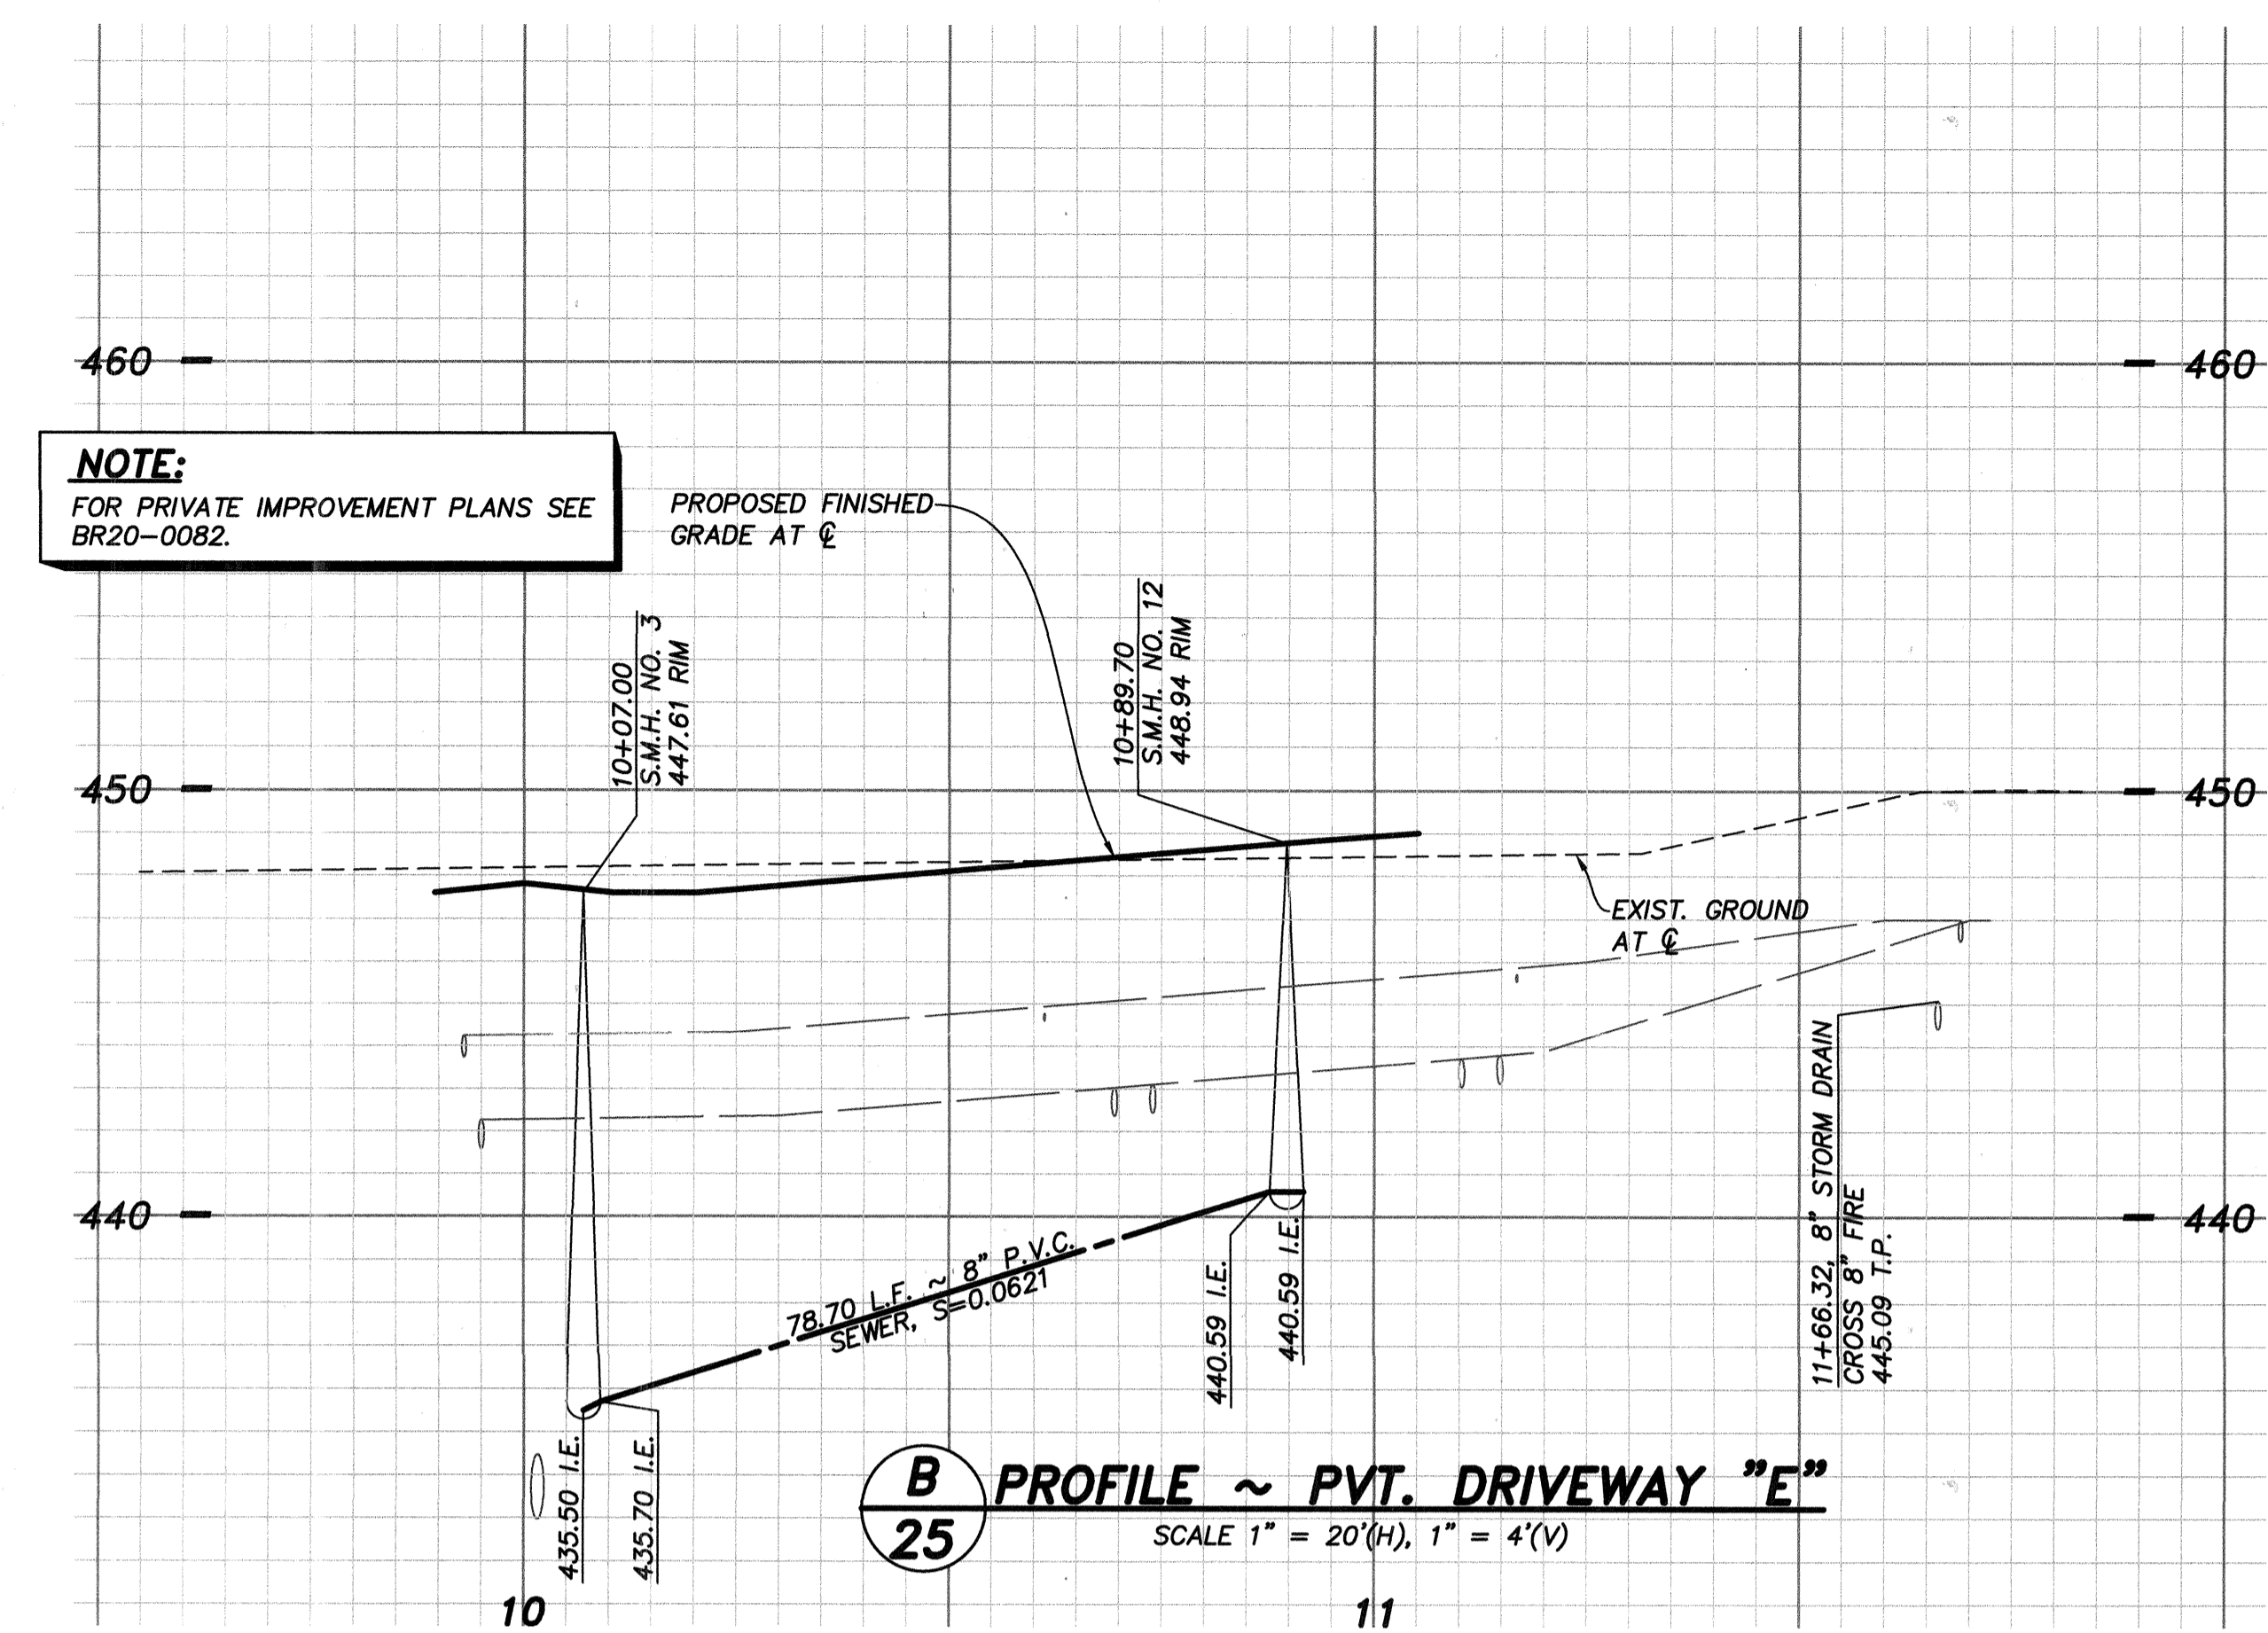 460
460
NOTE:
FOR PRIVATE IMPROVEMENT PLANS SEE
BR20-0082.
PROPOSED FINISHED
GRADE AT ℄
10+07.00
S.M.H. NO. 3
447.61 RIM
10+89.70
S.M.H. NO. 12
448.94 RIM
450
450
EXIST. GROUND
AT ℄
440
440
78.70 L.F. ~ 8" P.V.C.
SEWER, S=0.0621
440.59 I.E.
440.59 I.E.
11+66.32, 8" STORM DRAIN
CROSS 8" FIRE
445.09 T.P.
435.50 I.E.
435.70 I.E.
B
25
PROFILE ~ PVT. DRIVEWAY "E"
SCALE 1" = 20'(H), 1" = 4'(V)
10
11